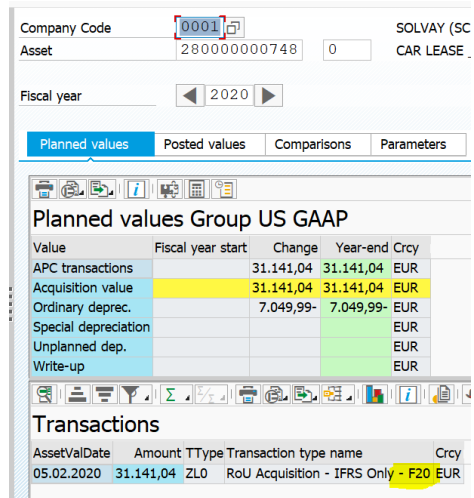 Company Code 0001 SOLVAY (SC
Asset 280000000748 0 CAR LEASE _
Fiscal year 2020
Planned values Posted values Comparisons Parameters
Planned values Group US GAAP
Value Fiscal year start Change Year-end Crcy
APC transactions 31.141,04 31.141,04 EUR
Acquisition value 31.141,04 31.141,04 EUR
Ordinary deprec. 7.049,99- 7.049,99- EUR
Special depreciation EUR
Unplanned dep. EUR
Write-up EUR
Transactions
AssetValDate Amount TType Transaction type name Crcy
05.02.2020 31.141,04 ZL0 RoU Acquisition - IFRS Only - F20 EUR